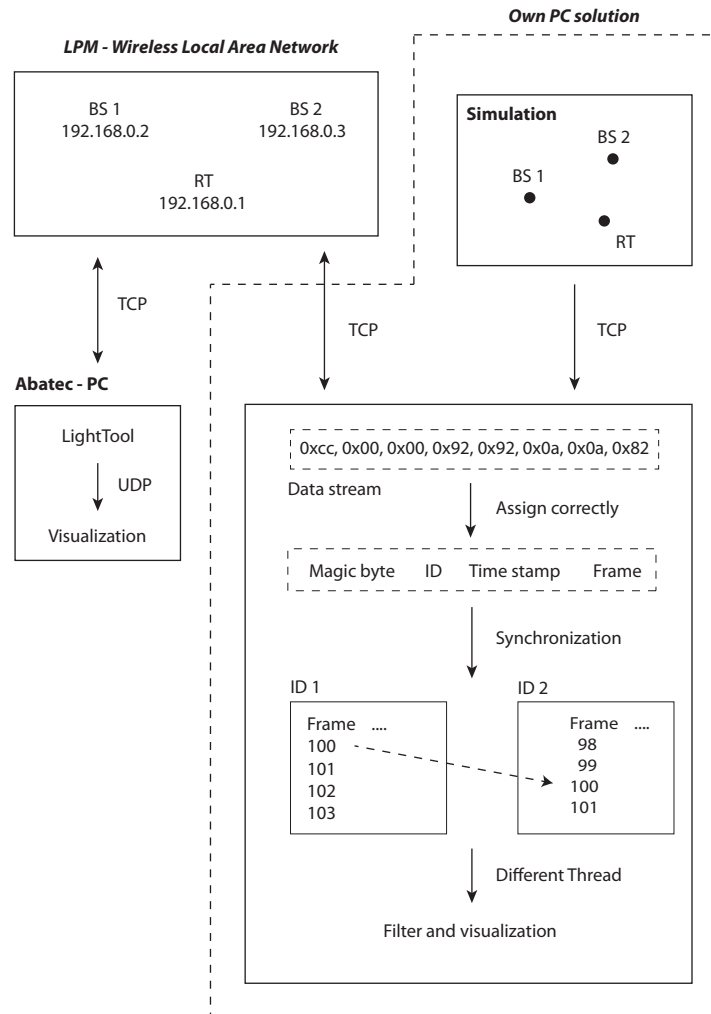 Own PC solution
LPM - Wireless Local Area Network
BS 1
192.168.0.2
BS 2
192.168.0.3
RT
192.168.0.1
Simulation
BS 2
BS 1
RT
TCP
TCP
TCP
Abatec - PC
LightTool
UDP
Visualization
0xcc, 0x00, 0x00, 0x92, 0x92, 0x0a, 0x0a, 0x82
Data stream
Assign correctly
Magic byte ID Time stamp Frame
Synchronization
ID 1
Frame ....
100
101
102
103
ID 2
Frame ....
98
99
100
101
Different Thread
Filter and visualization